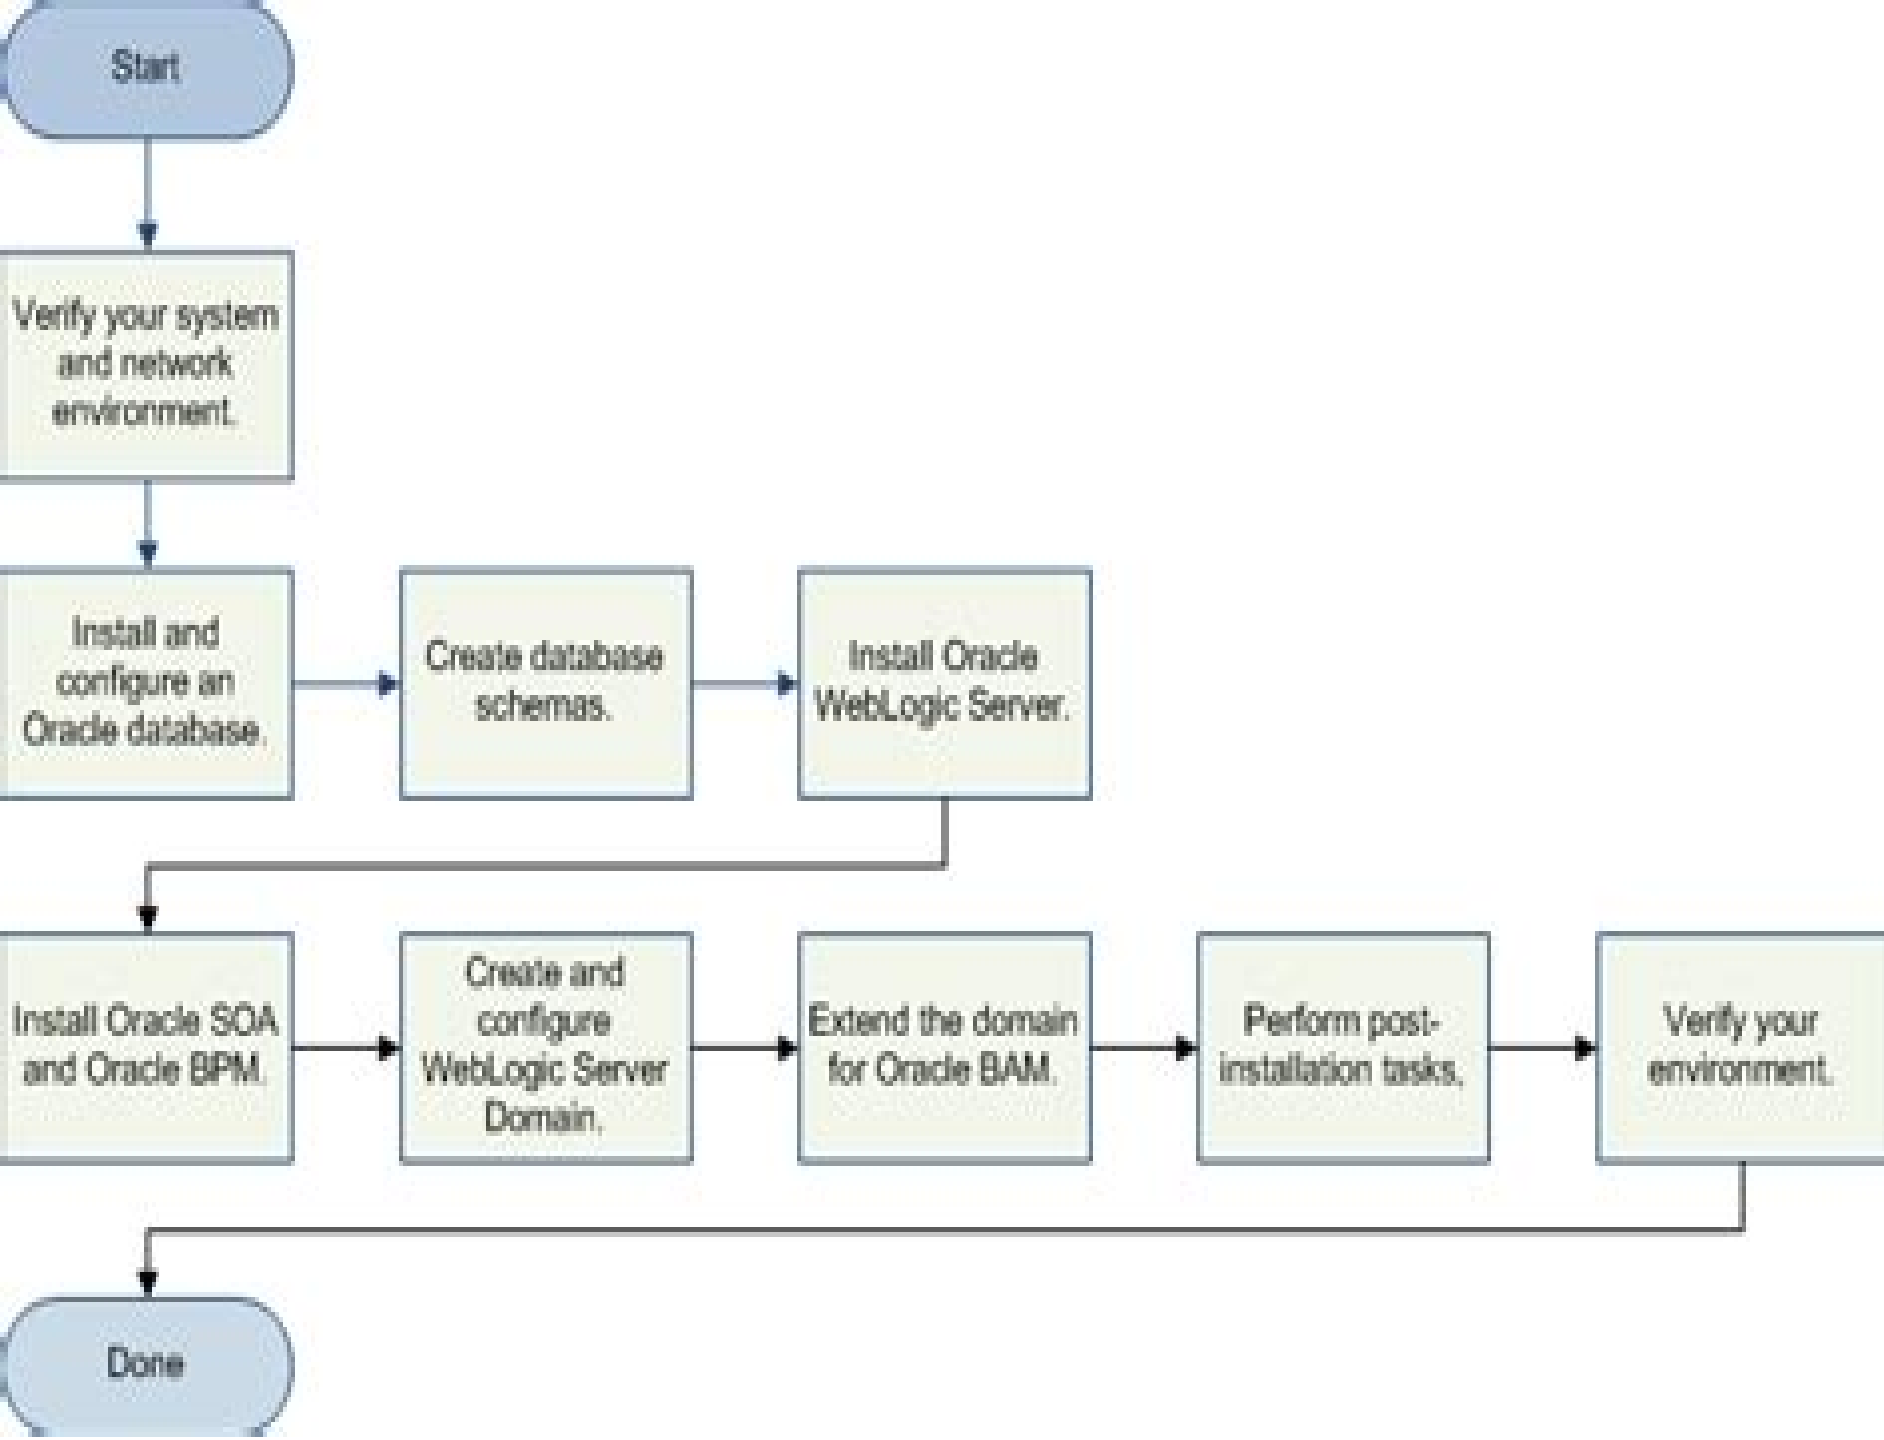 Start
Verify your system
and network
environment.
Install and
configure an
Oracle database.
Create database
schemas.
Install Oracle
WebLogic Server.
Install Oracle SOA
and Oracle BPM.
Create and
configure
WebLogic Server
Domain.
Extend the domain
for Oracle BAM.
Perform post-
installation tasks.
Verify your
environment.
Done